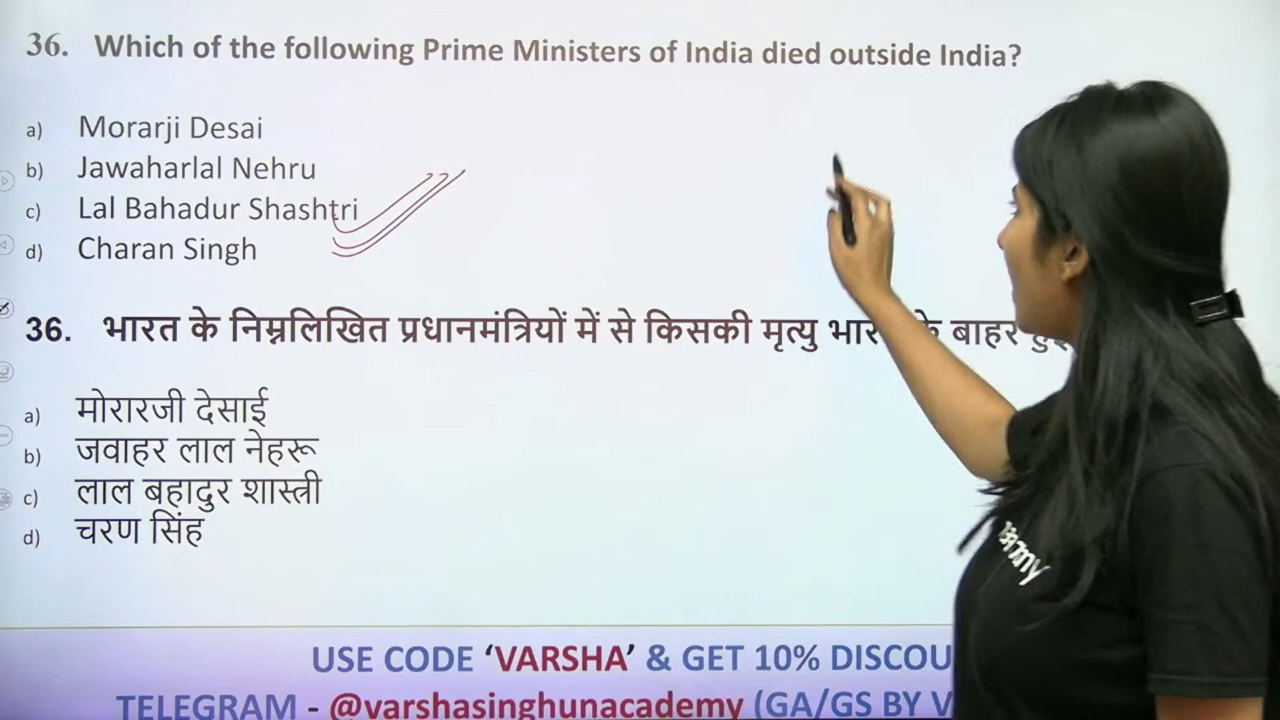 36. Which of the following Prime Ministers of India died outside India?
a) Morarji Desai
b) Jawaharlal Nehru
c) Lal Bahadur Shashtri
d) Charan Singh
36. भारत के निम्नलिखित प्रधानमंत्रियों में से किसकी मृत्यु के बाहर
a) मोरारजी देसाई
b) जवाहर लाल नेहरू
c) लाल बहादुर शास्त्री
d) चरण सिंह
USE CODE ‘VARSHA’ & GET 10%
TELEGRAM - @varshasinghunacademy (GA/GS BY